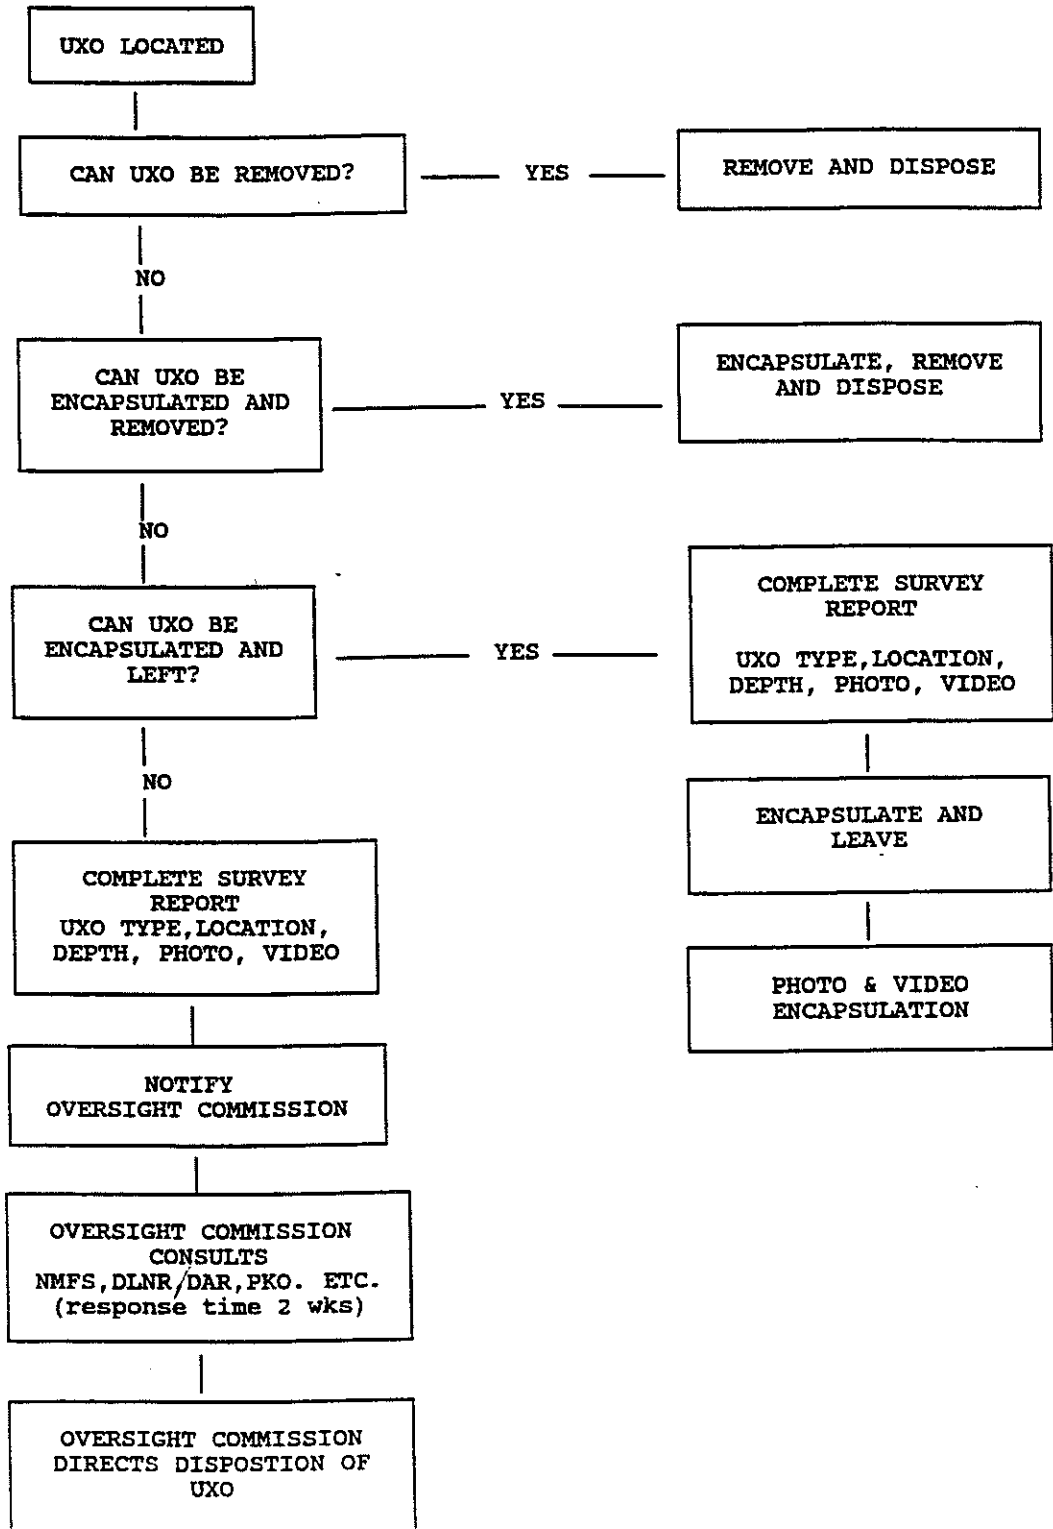 UXO LOCATED
CAN UXO BE REMOVED?
YES
REMOVE AND DISPOSE
NO
CAN UXO BE
ENCAPSULATED AND
REMOVED?
YES
ENCAPSULATE, REMOVE
AND DISPOSE
NO
CAN UXO BE
ENCAPSULATED AND
LEFT?
YES
COMPLETE SURVEY
REPORT
UXO TYPE,LOCATION,
DEPTH, PHOTO, VIDEO
ENCAPSULATE AND
LEAVE
PHOTO & VIDEO
ENCAPSULATION
NO
COMPLETE SURVEY
REPORT
UXO TYPE,LOCATION,
DEPTH, PHOTO, VIDEO
NOTIFY
OVERSIGHT COMMISSION
OVERSIGHT COMMISSION
CONSULTS
NMFS,DLNR/DAR,PKO. ETC.
(response time 2 wks)
OVERSIGHT COMMISSION
DIRECTS DISPOSTION OF
UXO